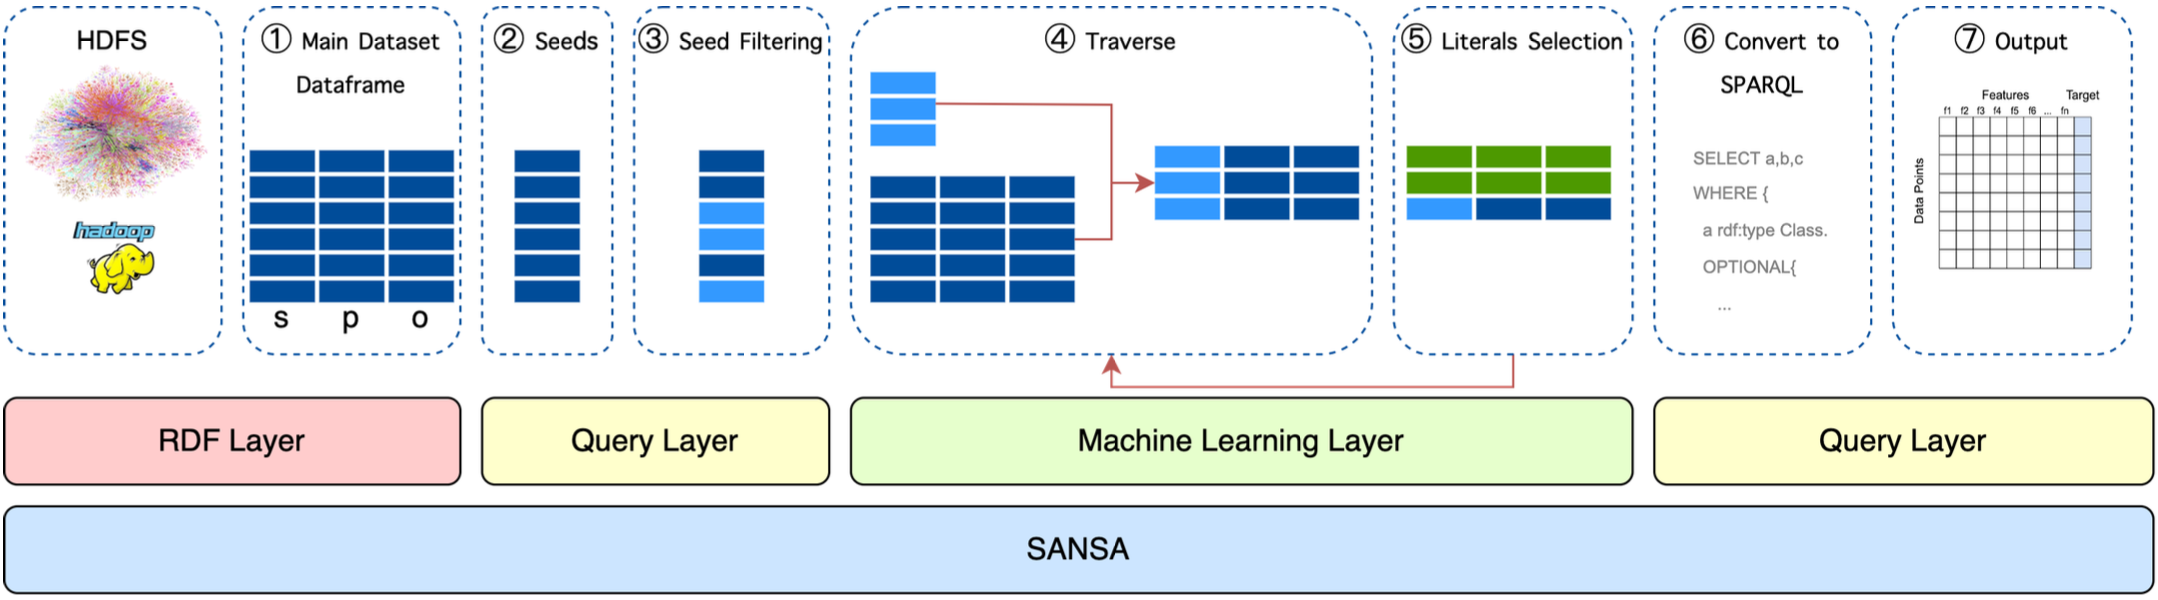 HDFS
hadoop
① Main Dataset
Dataframe
s p o
② Seeds
③ Seed Filtering
④ Traverse
⑤ Literals Selection
⑥ Convert to
SPARQL
SELECT a,b,c
WHERE {
a rdf:type Class.
OPTIONAL{
...
⑦ Output
Features Target
f1 f2 f3 f4 f5 f6 ... fn
Data Points
RDF Layer
Query Layer
Machine Learning Layer
Query Layer
SANSA